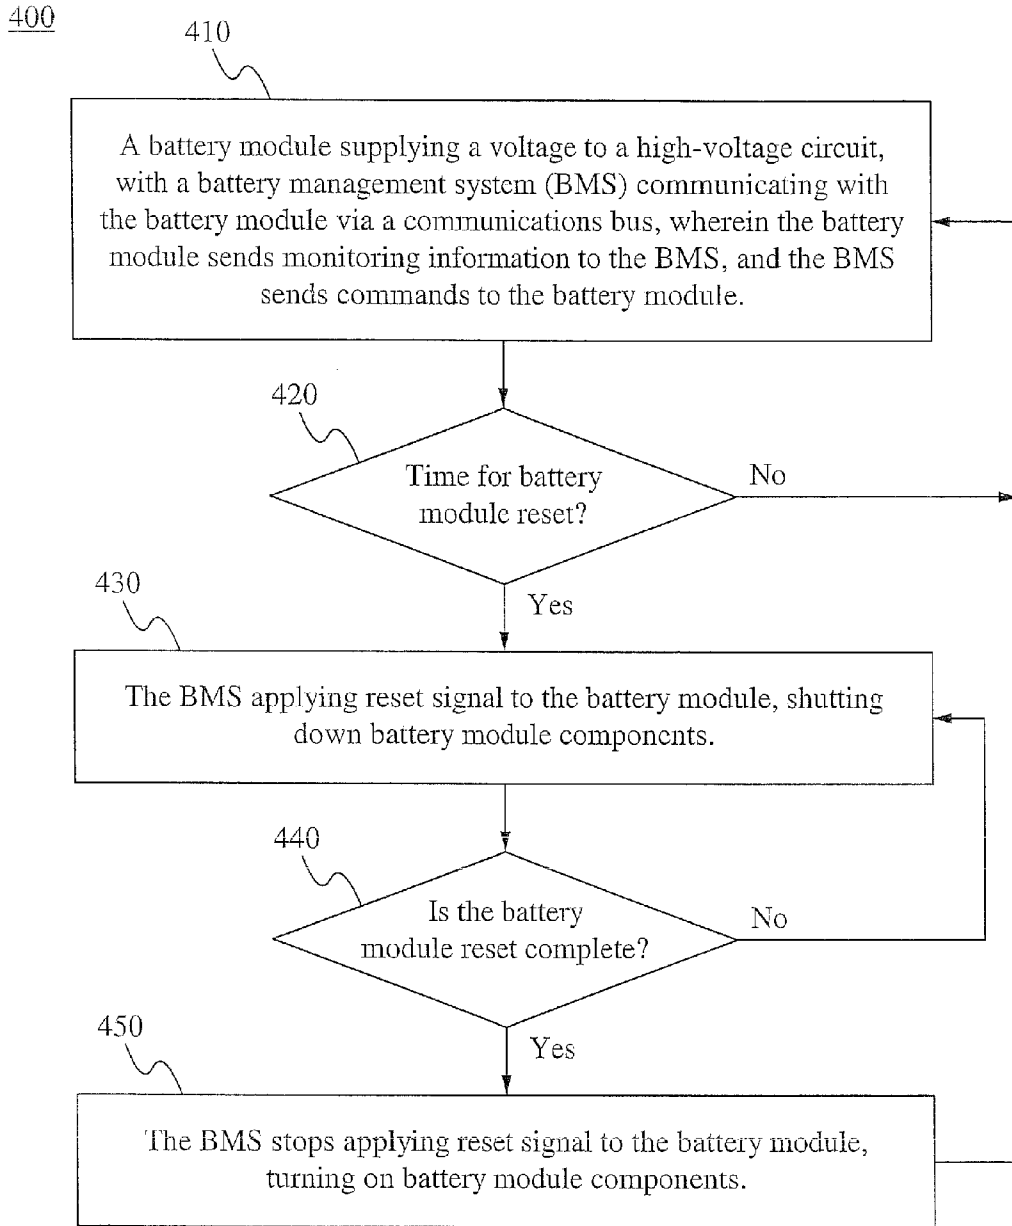 400
410
A battery module supplying a voltage to a high-voltage circuit,
with a battery management system (BMS) communicating with
the battery module via a communications bus, wherein the battery
module sends monitoring information to the BMS, and the BMS
sends commands to the battery module.
420
Time for battery
module reset?
No
Yes
430
The BMS applying reset signal to the battery module, shutting
down battery module components.
440
Is the battery
module reset complete?
No
Yes
450
The BMS stops applying reset signal to the battery module,
turning on battery module components.